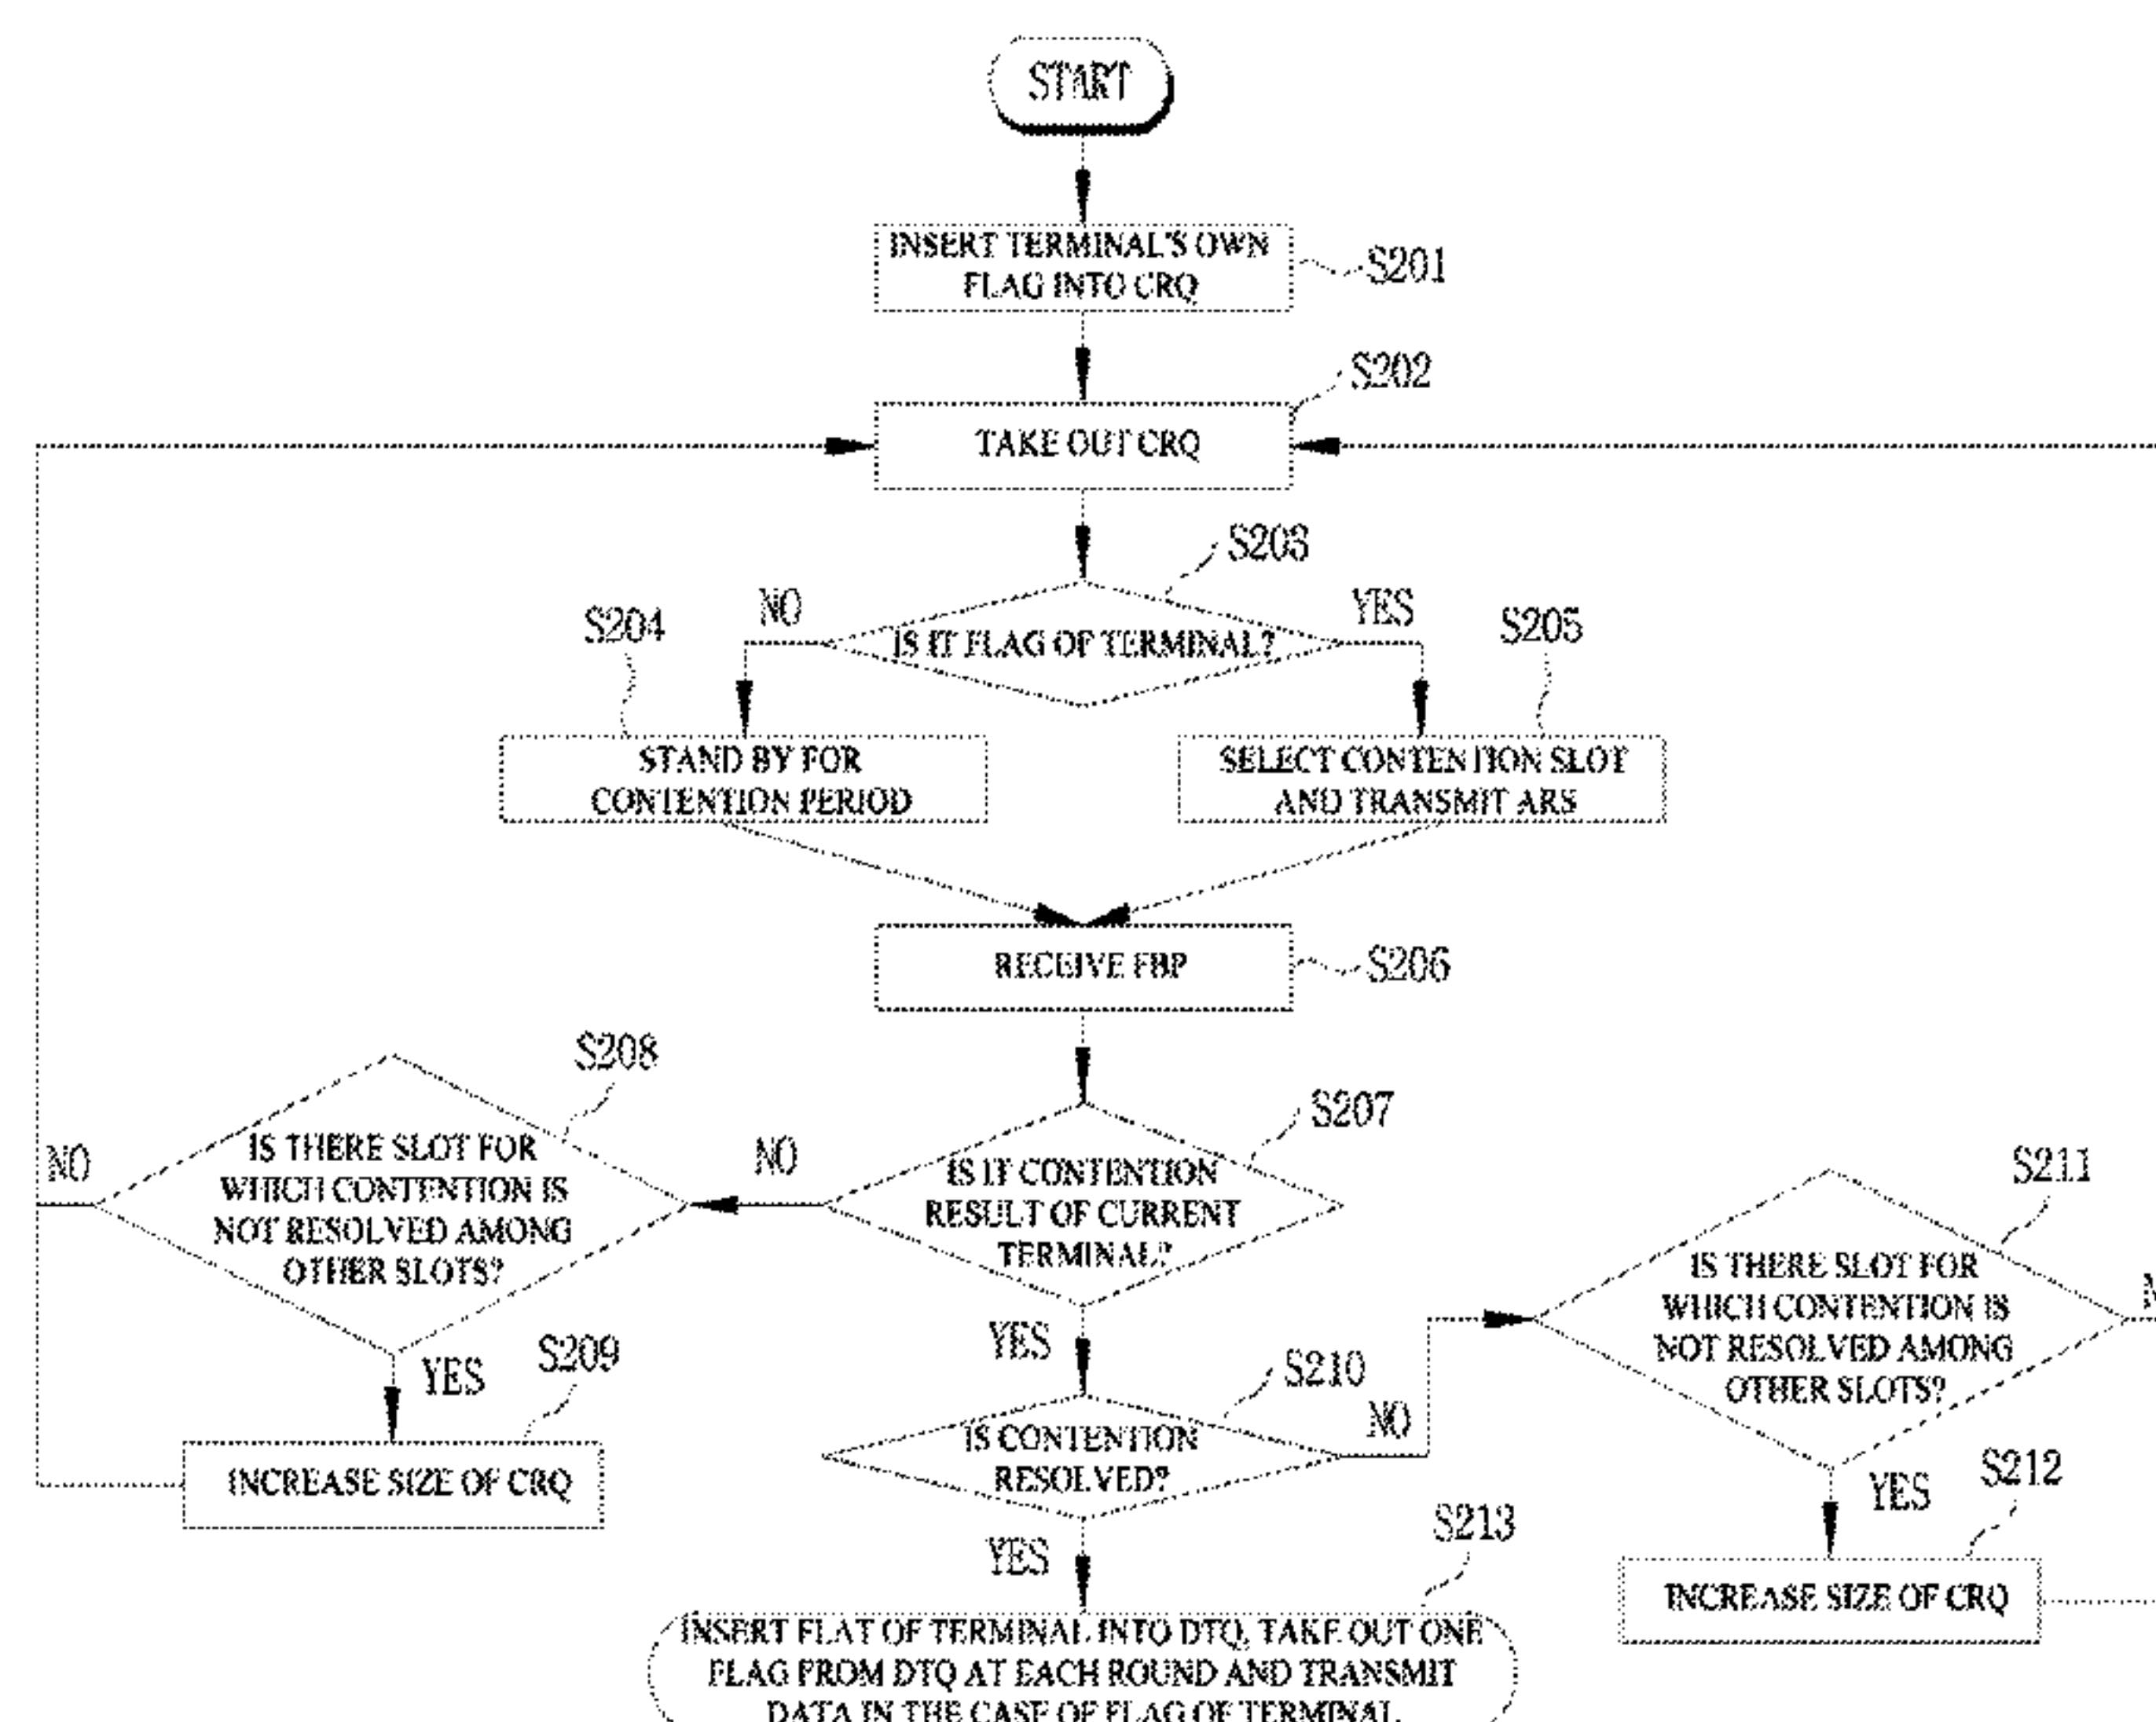 START
INSERT TERMINAL'S OWN
FLAG INTO CRQ
S201
S202
TAKE OUT CRQ
S203
NO
YES
S204
IS IT FLAG OF TERMINAL?
S205
STAND BY FOR
CONTENTION PERIOD
SELECT CONTENTION SLOT
AND TRANSMIT ARS
RECEIVE FBP
S206
S208
S207
NO
IS THERE SLOT FOR
WHICH CONTENTION IS
NOT RESOLVED AMONG
OTHER SLOTS?
NO
IS IT CONTENTION
RESULT OF CURRENT
TERMINAL?
S211
IS THERE SLOT FOR
WHICH CONTENTION IS
NOT RESOLVED AMONG
OTHER SLOTS?
YES
S209
YES
S210
NO
INCREASE SIZE OF CRQ
IS CONTENTION
RESOLVED?
YES
S212
YES
S213
INCREASE SIZE OF CRQ
INSERT FLAT OF TERMINAL INTO DTQ, TAKE OUT ONE
FLAG FROM DTQ AT EACH ROUND AND TRANSMIT
DATA IN THE CASE OF FLAG OF TERMINAL